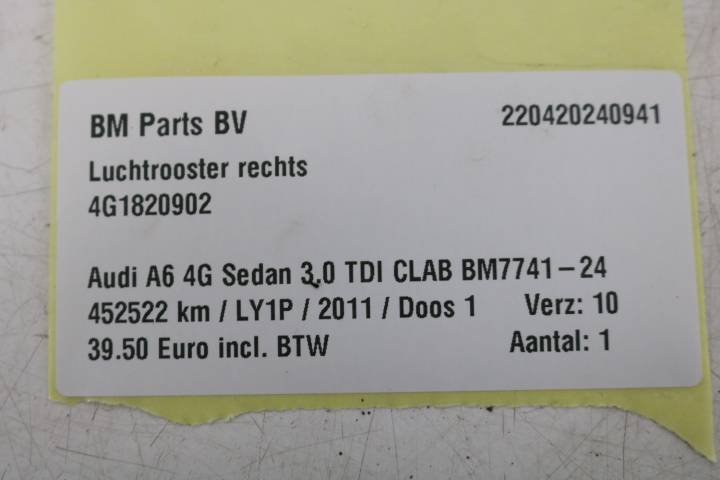 BM Parts BV 220420240941
Luchtrooster rechts
4G1820902
Audi A6 4G Sedan 3.0 TDI CLAB BM7741-24
452522 km / LY1P / 2011 / Doos 1 Verz: 10
39.50 Euro incl. BTW Aantal: 1